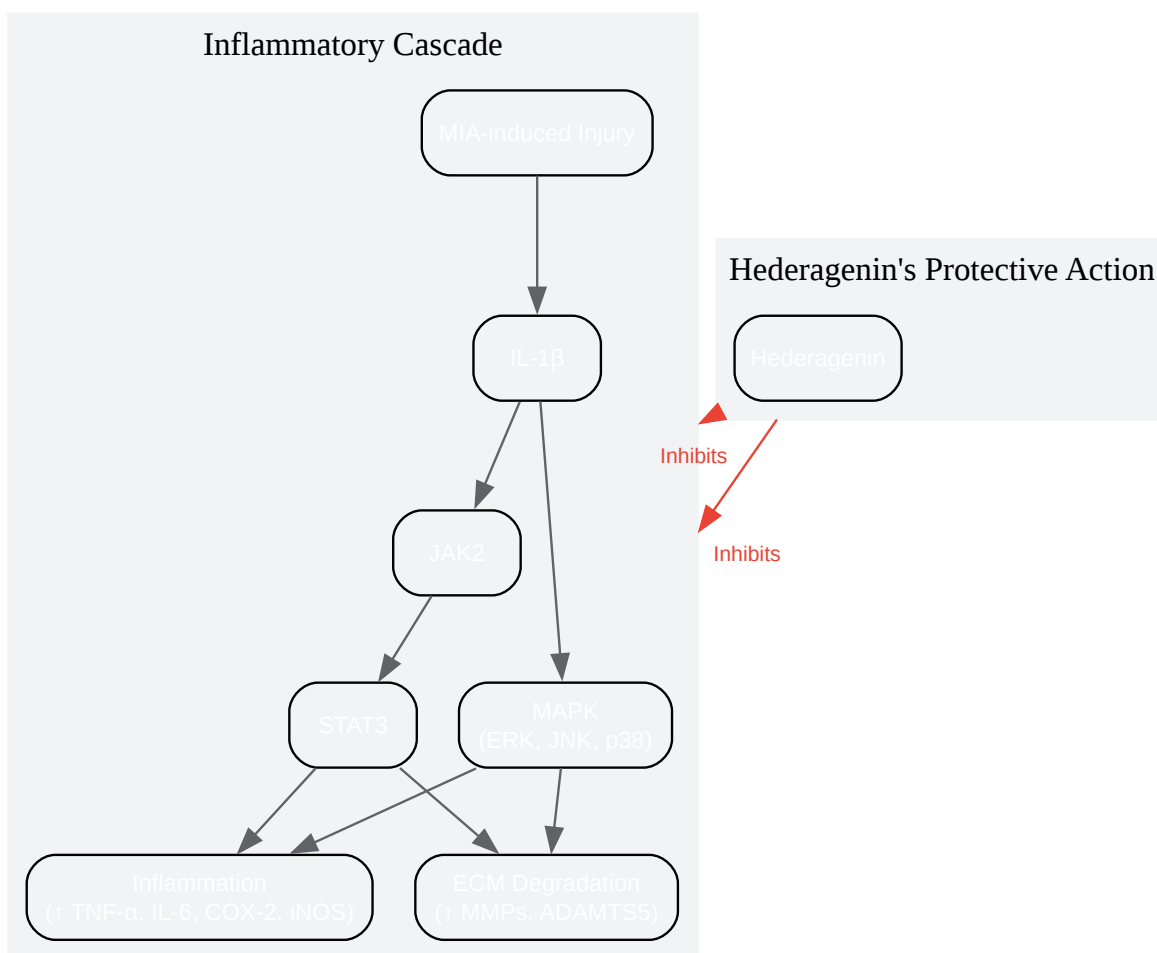 Inflammatory Cascade
MIA-induced Injury
Hederagenin's Protective Action
IL-1β
Hederagenin
Inhibits
JAK2
Inhibits
STAT3
MAPK
(ERK, JNK, p38)
Inflammation
(↑ TNF-α, IL-6, COX-2, iNOS)
ECM Degradation
(↑ MMPs, ADAMTS5)